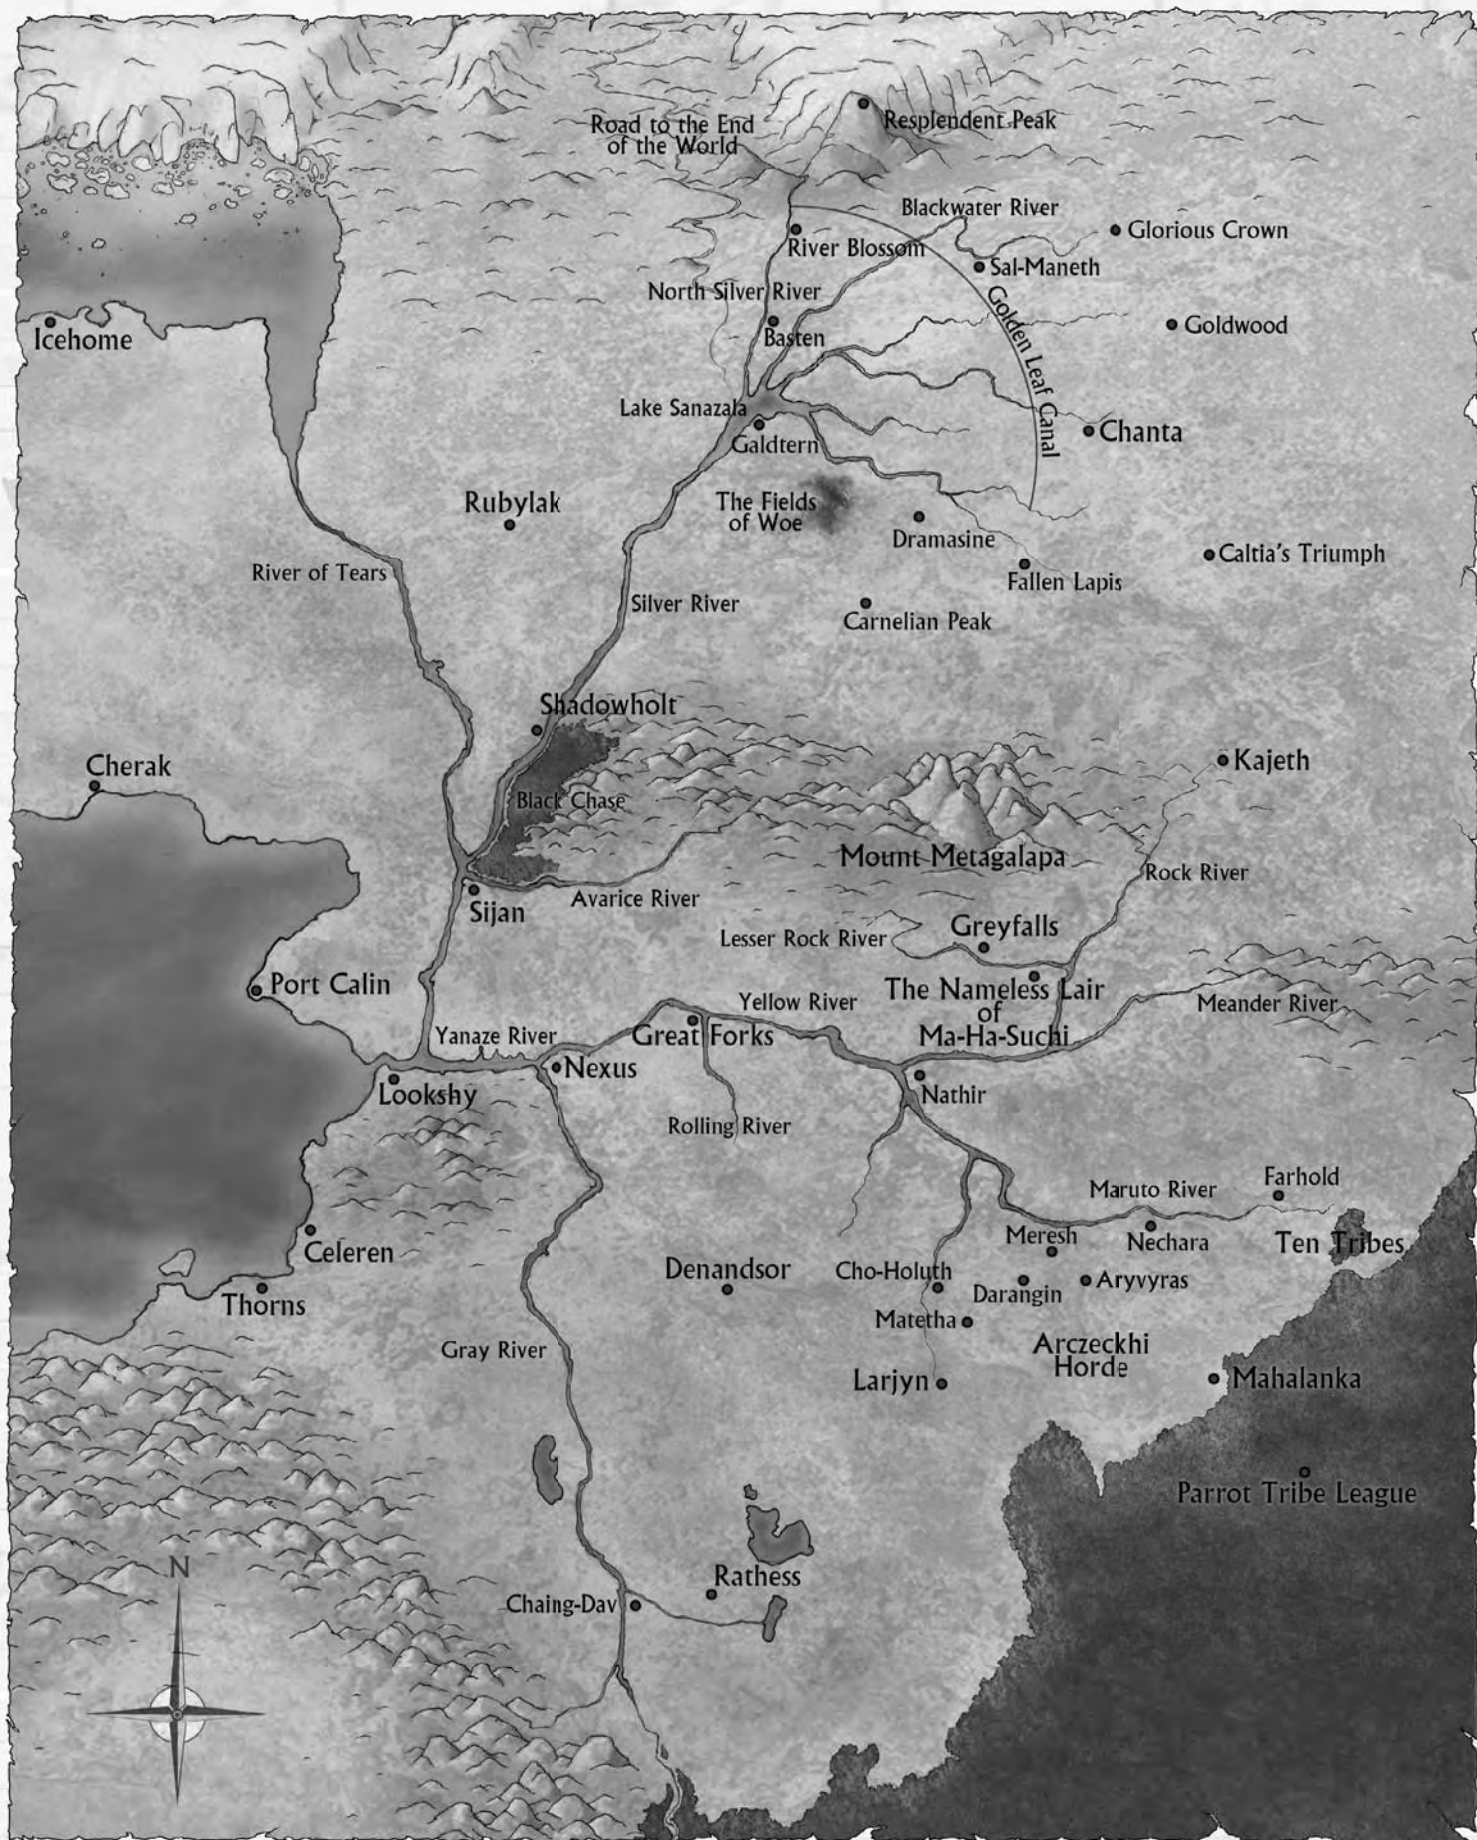 Road to the End
of the World
Resplendent Peak
Blackwater River
Glorious Crown
River Blossom
Sal-Maneth
North Silver River
Golden Leaf Canal
Goldwood
Basten
Icehome
Lake Sanazala
Galdtern
Chanta
Rubylak
The Fields
of Woe
Dramasine
Caltia's Triumph
River of Tears
Fallen Lapis
Silver River
Carnelian Peak
Shadowholt
Cherak
Kajeth
Black Chase
Mount Metagalapa
Rock River
Avarice River
Sijan
Greyfalls
Lesser Rock River
Port Calin
The Nameless Lair
of
Ma-Ha-Suchi
Yellow River
Meander River
Yanaze River
Great Forks
Nexus
Lookshy
Nathir
Rolling River
Farhold
Maruto River
Meresh
Nechara
Ten Tribes
Celeren
Denandsor
Cho-Holuth
Darangin
Aryvyras
Thorns
Matetha
Gray River
Arczeckhi
Horde
Larjyn
Mahalanka
Parrot Tribe League
N
Rathess
Chaing-Dav